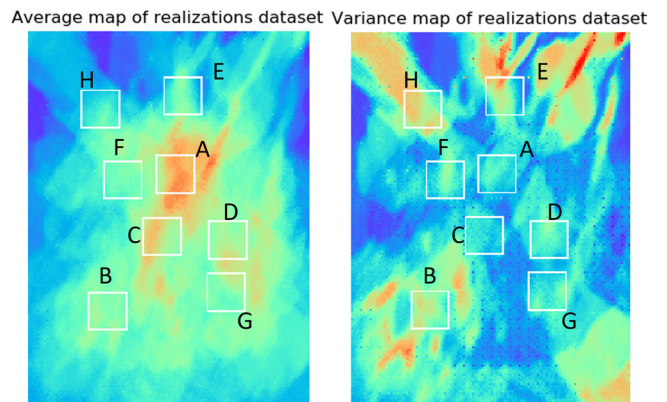 Average map of realizations dataset
Variance map of realizations dataset
H
E
F
A
C
D
B
G
H
E
F
A
C
D
B
G